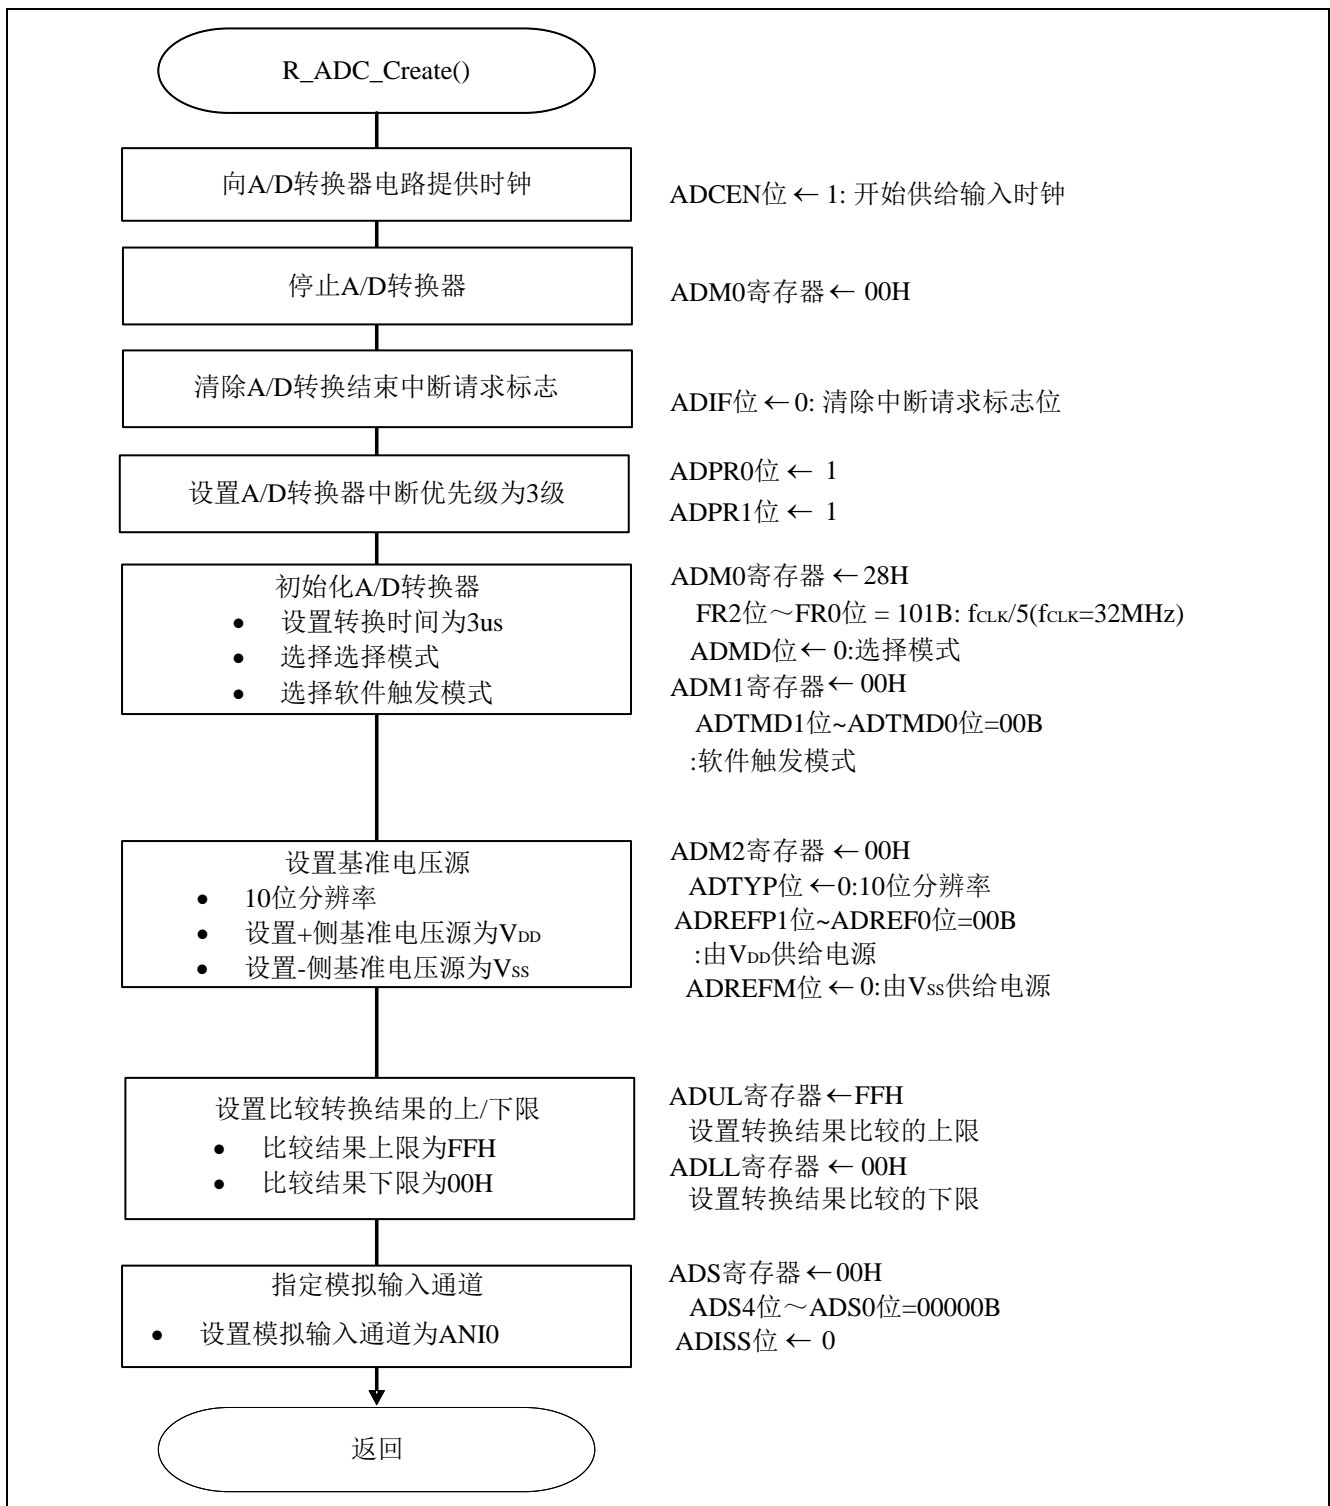 R_ADC_Create()
向A/D转换器电路提供时钟
ADCEN位 ← 1: 开始供给输入时钟
停止A/D转换器
ADM0寄存器 ← 00H
清除A/D转换结束中断请求标志
ADIF位 ← 0: 清除中断请求标志位
设置A/D转换器中断优先级为3级
ADPR0位 ← 1
ADPR1位 ← 1
初始化A/D转换器
• 设置转换时间为3us
• 选择选择模式
• 选择软件触发模式
ADM0寄存器 ← 28H
FR2位～FR0位 = 101B: fCLK/5(fCLK=32MHz)
ADMD位 ← 0:选择模式
ADM1寄存器 ← 00H
ADTMD1位~ADTMD0位=00B
:软件触发模式
设置基准电压源
• 10位分辨率
• 设置+侧基准电压源为VDD
• 设置-侧基准电压源为VSS
ADM2寄存器 ← 00H
ADTYP位 ←0:10位分辨率
ADREFP1位~ADREF0位=00B
:由VDD供给电源
ADREFM位 ← 0:由VSS供给电源
设置比较转换结果的上/下限
• 比较结果上限为FFH
• 比较结果下限为00H
ADUL寄存器 ←FFH
设置转换结果比较的上限
ADLL寄存器 ← 00H
设置转换结果比较的下限
指定模拟输入通道
• 设置模拟输入通道为ANI0
ADS寄存器 ←00H
ADS4位～ADS0位=00000B
ADISS位 ← 0
返回